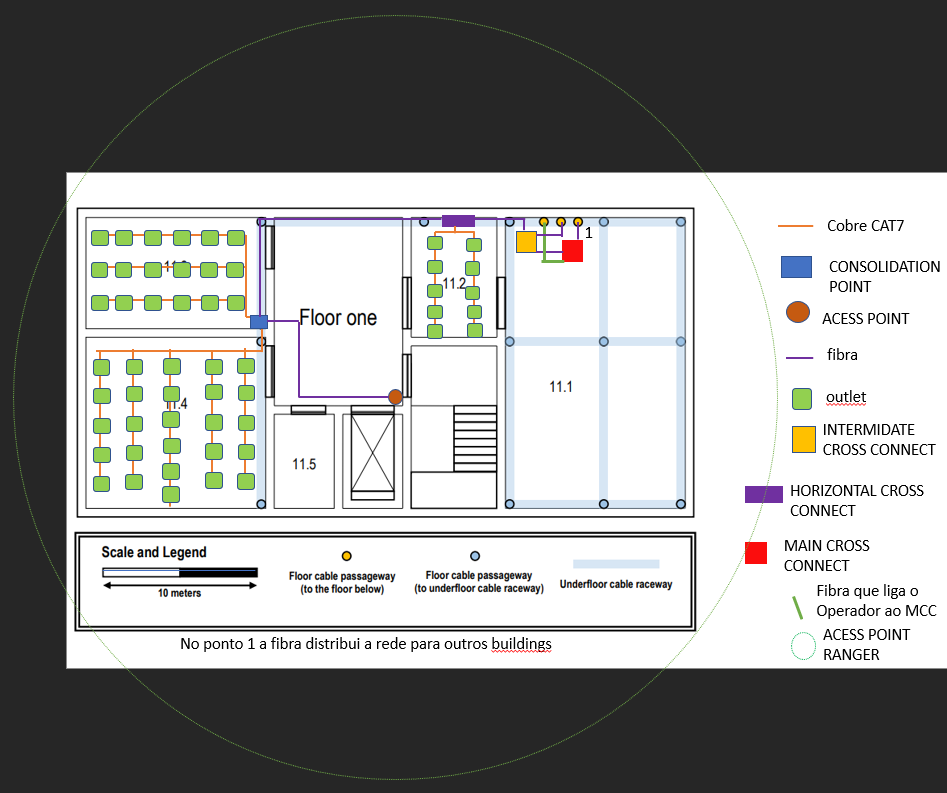 Cobre CAT7
CONSOLIDATION
POINT
ACESS POINT
fibra
outlet
INTERMIDATE
CROSS CONNECT
HORIZONTAL CROSS
CONNECT
MAIN CROSS
CONNECT
Fibra que liga o
Operador ao MCC
ACESS POINT
RANGER
1
11.2
Floor one
11.1
11.4
11.5
Scale and Legend
10 meters
Floor cable passageway
(to the floor below)
Floor cable passageway
(to underfloor cable raceway)
Underfloor cable raceway
No ponto 1 a fibra distribui a rede para outros buildings